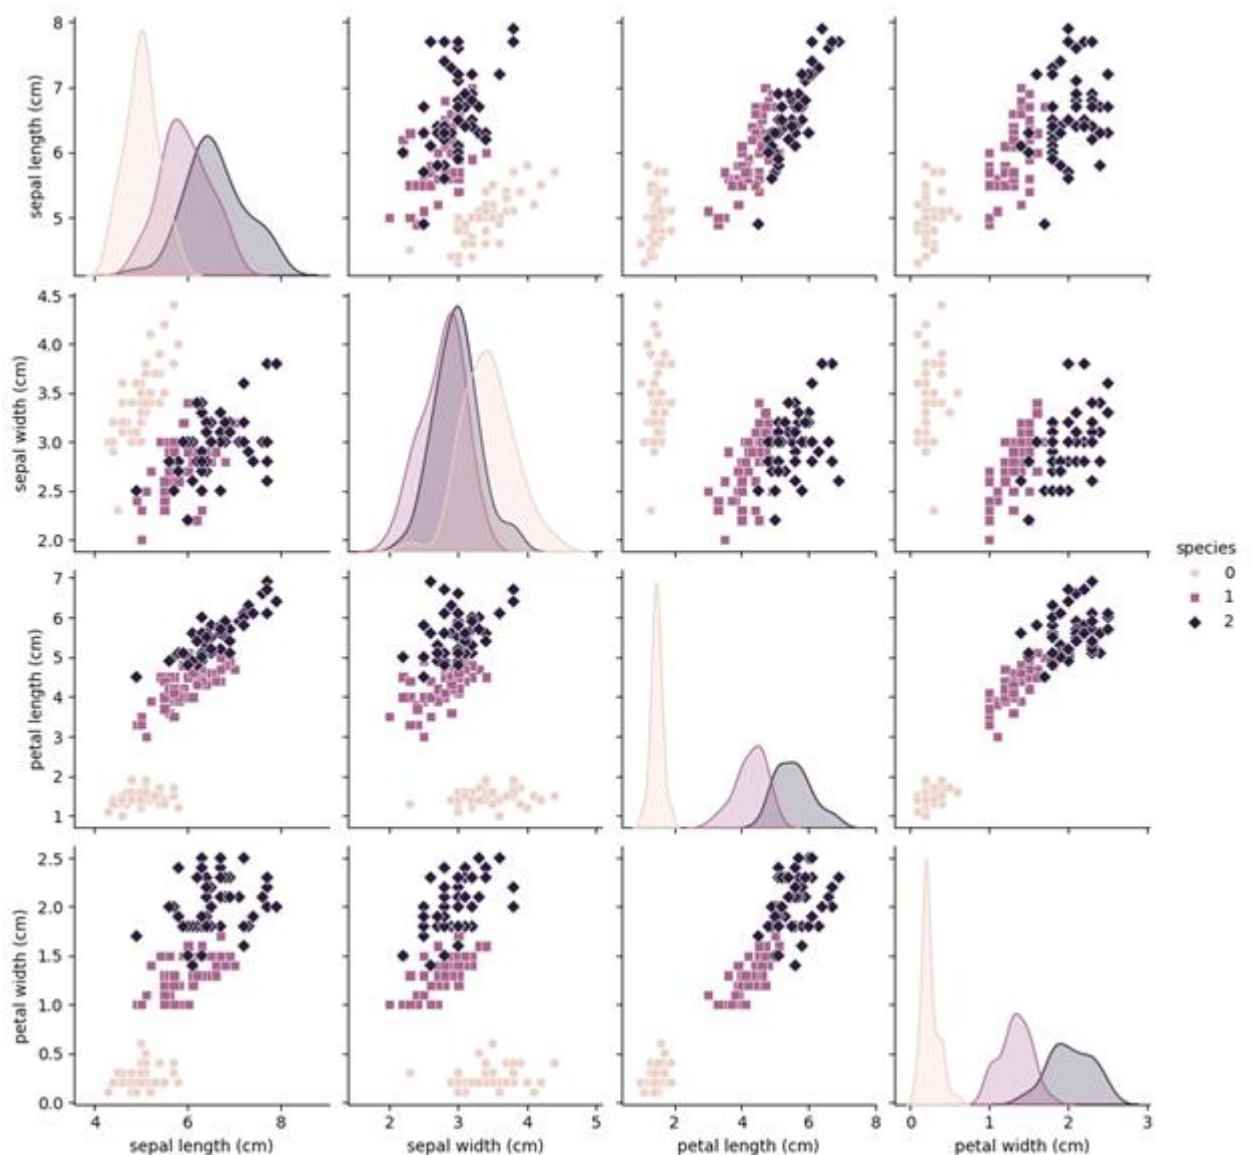 8
7
6
5
sepal length (cm)
4.5
4.0
3.5
3.0
2.5
2.0
sepal width (cm)
7
6
5
4
3
2
1
petal length (cm)
2.5
2.0
1.5
1.0
0.5
0.0
petal width (cm)
4 6 8
sepal length (cm)
2 3 4 5
sepal width (cm)
2 4 6 8
petal length (cm)
0 1 2 3
petal width (cm)
species
0
1
2